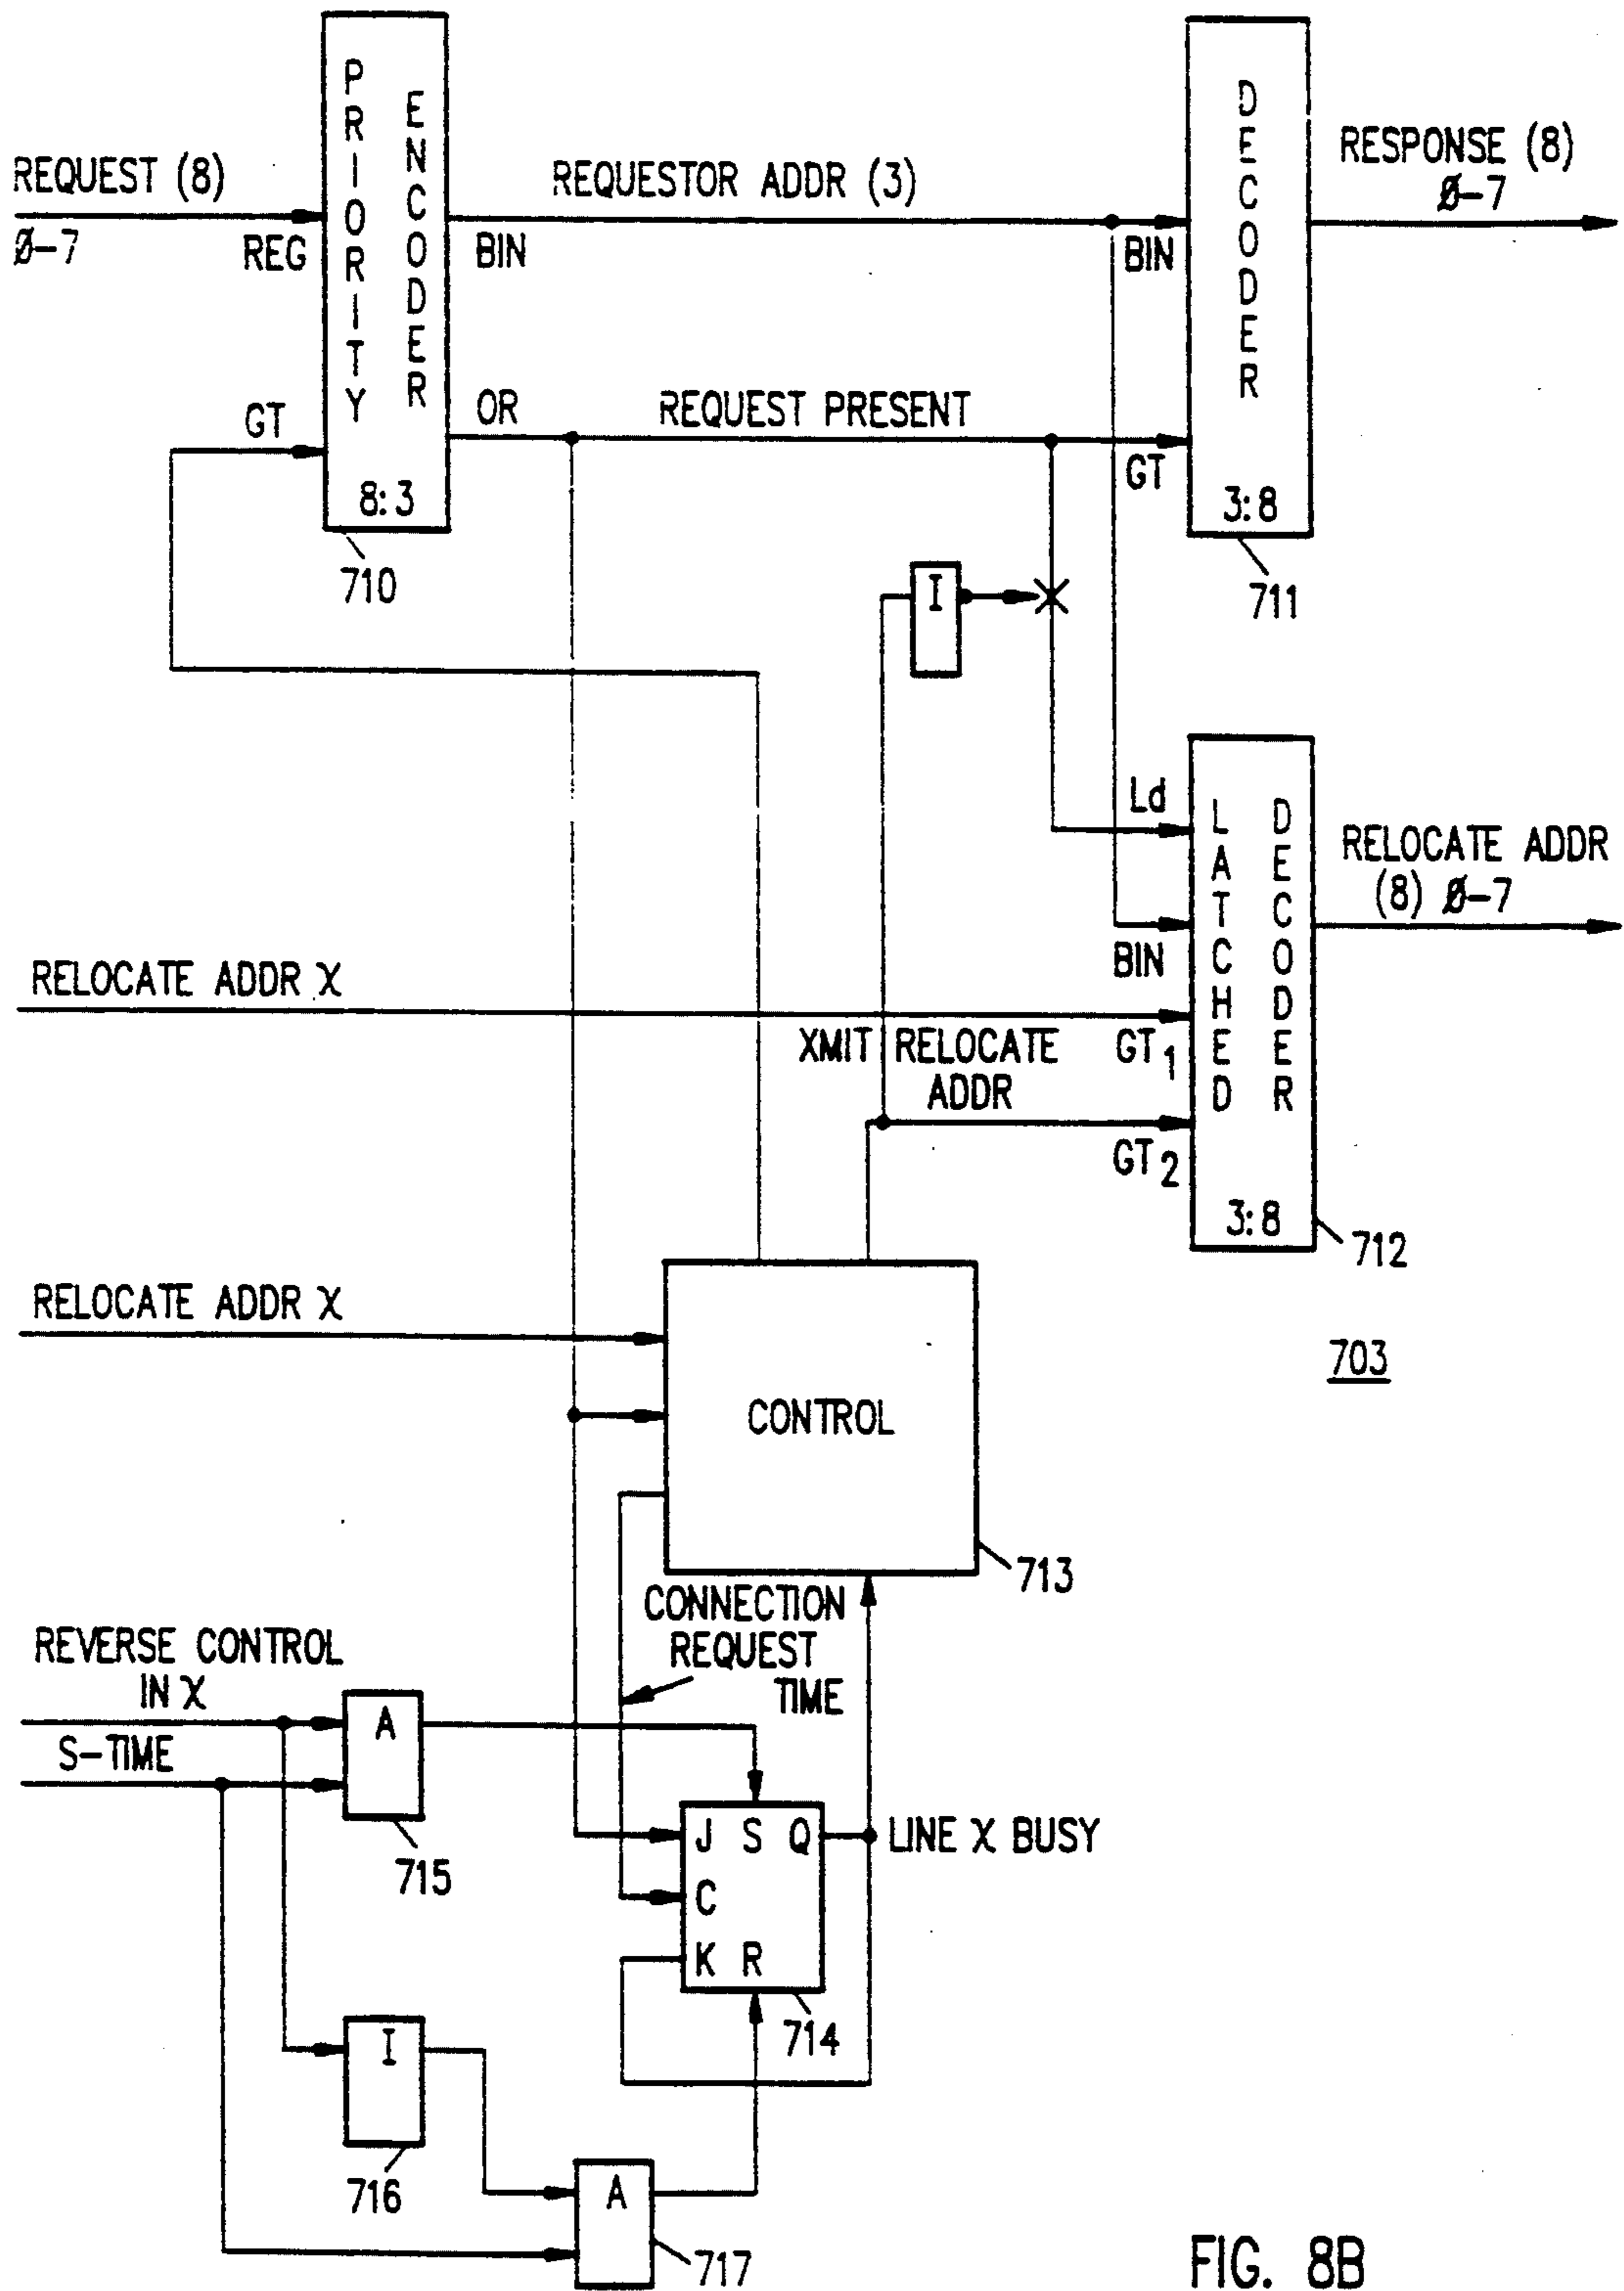 PRIORITY ENCODER
DECODER
REQUEST (8)
Ø-7
REG
REQUESTOR ADDR (3)
BIN
BIN
RESPONSE (8)
Ø-7
GT
OR
REQUEST PRESENT
GT
8:3
3:8
710
I
711
Ld
LATCHED DECODER
RELOCATE ADDR
(8) Ø-7
BIN
RELOCATE ADDR X
XMIT RELOCATE
ADDR
GT1
GT2
3:8
712
RELOCATE ADDR X
703
CONTROL
713
CONNECTION
REQUEST
TIME
REVERSE CONTROL
IN X
A
S-TIME
715
J S Q
LINE X BUSY
C
K R
714
I
716
A
717
FIG. 8B